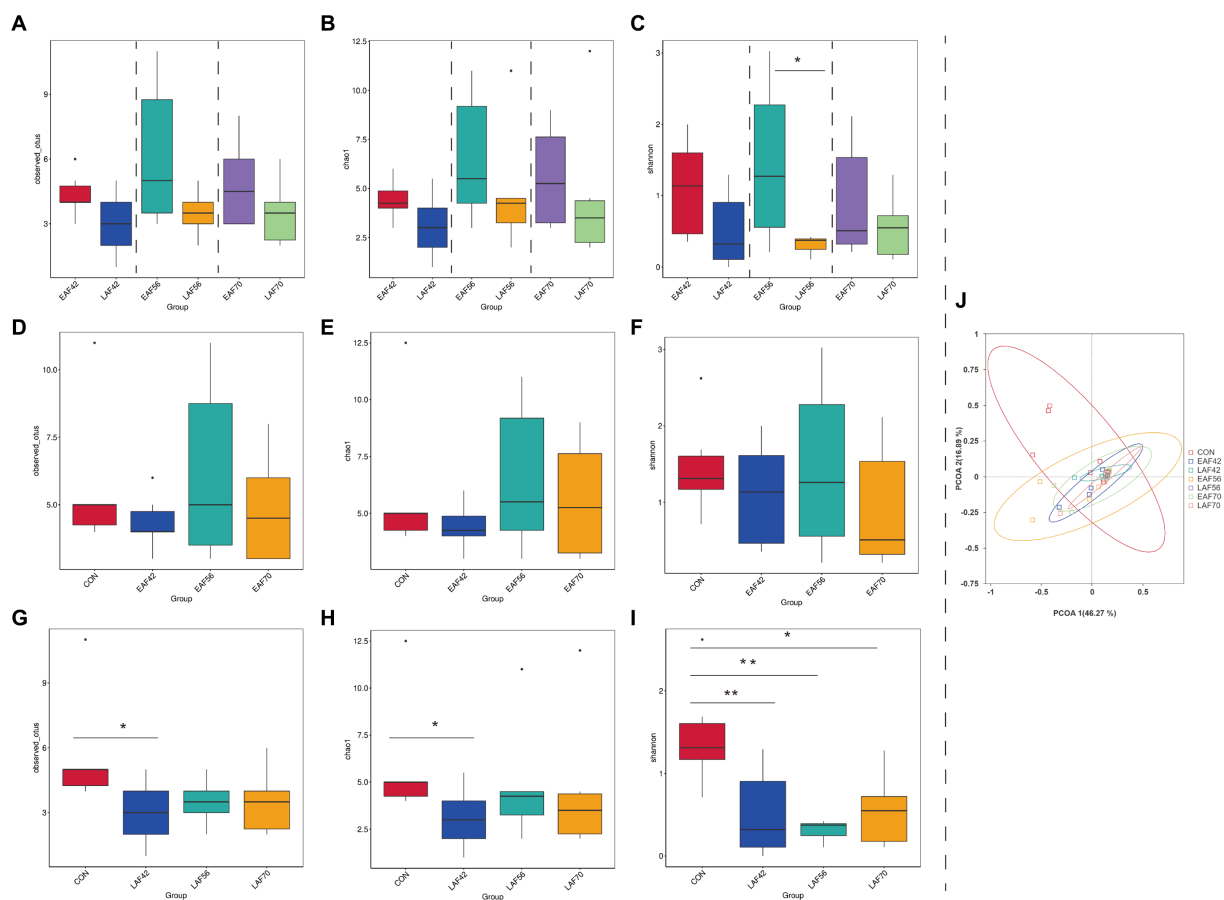 A
observed_otus
9
6
3
EAF42
LAF42
EAF56
LAF56
EAF70
LAF70
Group
B
chao1
12.5
10.0
7.5
5.0
2.5
EAF42
LAF42
EAF56
LAF56
EAF70
LAF70
Group
C
shannon
3
2
1
0
*
EAF42
LAF42
EAF56
LAF56
EAF70
LAF70
Group
D
observed_otus
10.0
7.5
5.0
CON
EAF42
EAF56
EAF70
Group
E
chao1
12.5
10.0
7.5
5.0
CON
EAF42
EAF56
EAF70
Group
F
shannon
3
2
1
CON
EAF42
EAF56
EAF70
Group
G
observed_otus
9
6
3
*
CON
LAF42
LAF56
LAF70
Group
H
chao1
12.5
10.0
7.5
5.0
2.5
*
CON
LAF42
LAF56
LAF70
Group
I
shannon
2
1
0
*
* *
**
CON
LAF42
LAF56
LAF70
Group
J
PCOA 2(16.89 %)
1
0.75
0.5
0.25
0
-0.25
-0.5
-0.75
-1
-0.5
0
0.5
PCOA 1(46.27 %)
CON
EAF42
LAF42
EAF56
LAF56
EAF70
LAF70